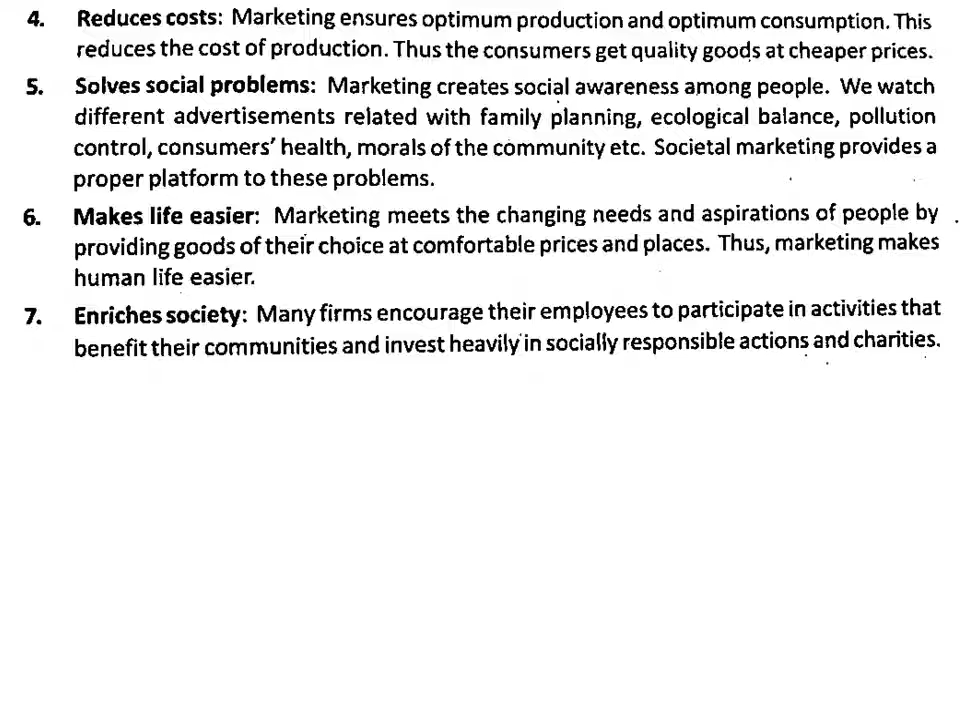 4. Reduces costs: Marketing ensures optimum production and optimum consumption. This
reduces the cost of production. Thus the consumers get quality goods at cheaper prices.
5. Solves social problems: Marketing creates social awareness among people. We watch
different advertisements related with family planning, ecological balance, pollution
control, consumers' health, morals of the community etc. Societal marketing provides a
proper platform to these problems.
6. Makes life easier: Marketing meets the changing needs and aspirations of people by
providing goods of their choice at comfortable prices and places. Thus, marketing makes
human life easier.
7. Enriches society: Many firms encourage their employees to participate in activities that
benefit their communities and invest heavily in socially responsible actions and charities.